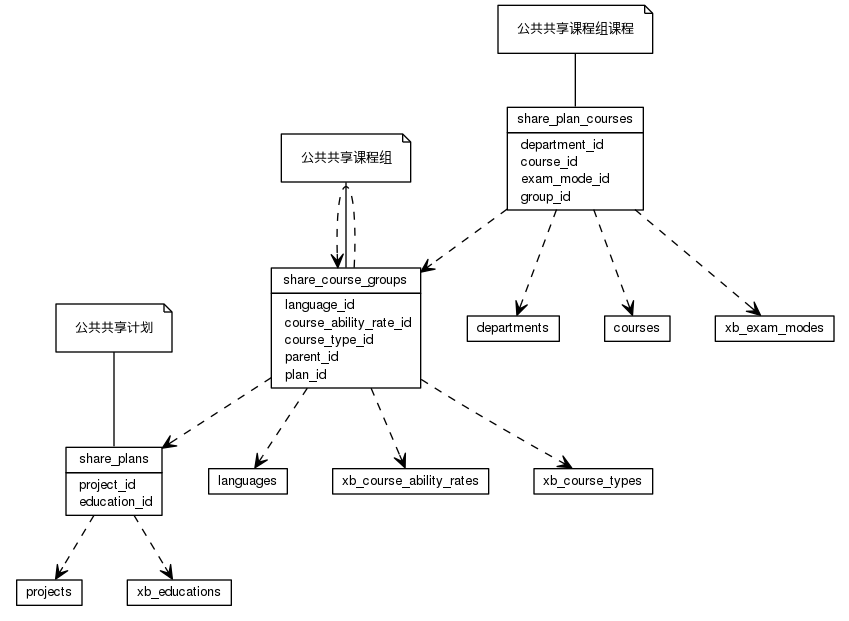 公共共享课程组课程
share_plan_courses
department_id
course_id
exam_mode_id
group_id
公共共享课程组
share_course_groups
language_id
course_ability_rate_id
course_type_id
parent_id
plan_id
departments
courses
xb_exam_modes
公共共享计划
share_plans
project_id
education_id
languages
xb_course_ability_rates
xb_course_types
projects
xb_educations